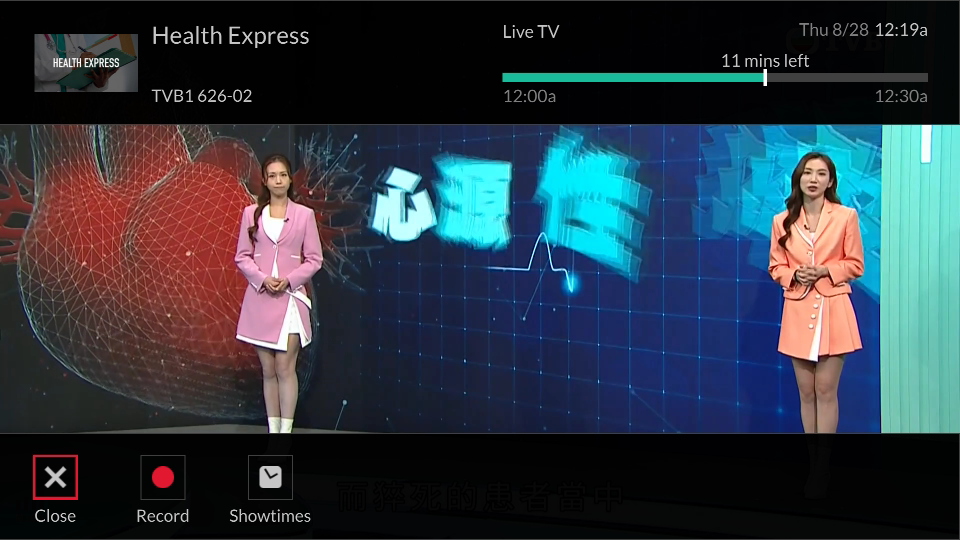 Health Express
HEALTH EXPRESS
TVB1 626-02
Live TV
Thu 8/28 12:19a
11 mins left
12:00a
12:30a
心源性
Close
Record
Showtimes
而猝死的患者當中